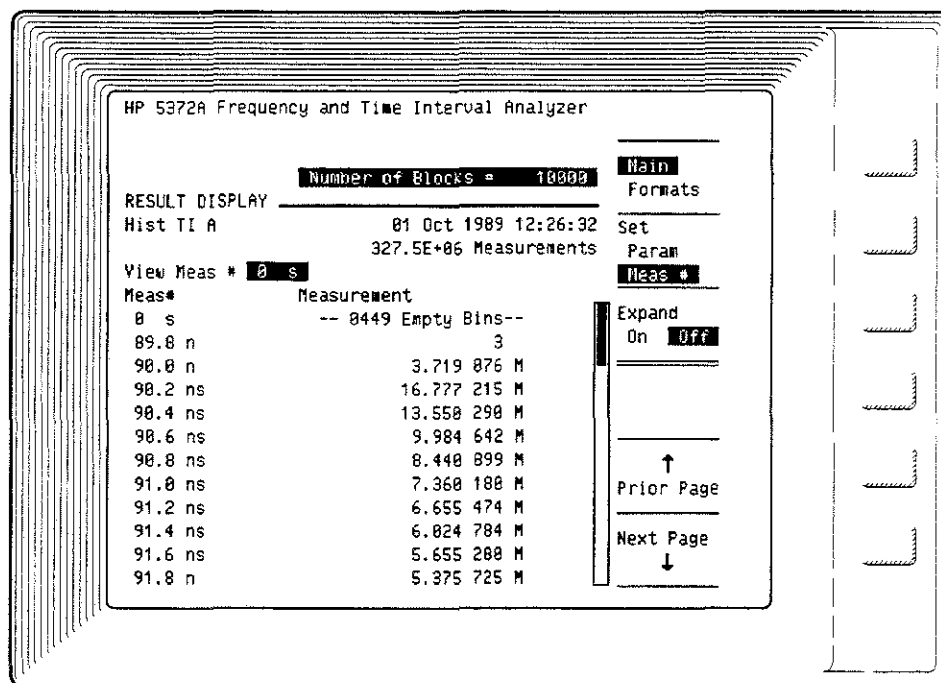 HP 5372A Frequency and Time Interval Analyzer
Number of Blocks = 10000
RESULT DISPLAY
Hist TI A 01 Oct 1989 12:26:32
327.5E+06 Measurements
View Meas # 0 s
Meas# Measurement
0 s -- 0449 Empty Bins--
89.8 n 3
90.0 n 3.719 076 M
90.2 ns 16.777 215 M
90.4 ns 13.550 290 M
90.6 ns 9.984 642 M
90.8 ns 8.440 899 M
91.0 ns 7.360 180 M
91.2 ns 6.655 474 M
91.4 ns 6.024 784 M
91.6 ns 5.655 200 M
91.8 n 5.375 725 M
Main
Formats
Set
Param
Meas #
Expand
On Off
↑
Prior Page
Next Page
↓